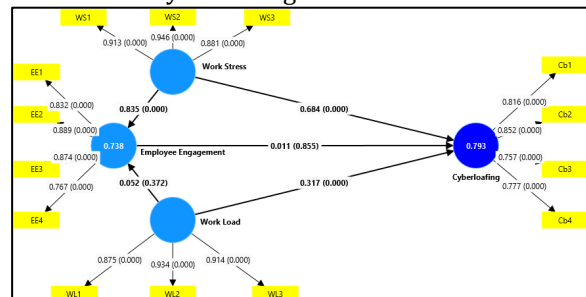 WS1 WS2 WS3
0.913 (0.000) 0.946 (0.000) 0.881 (0.000)
Work Stress
EE1
EE2
EE3
EE4
0.832 (0.000)
0.889 (0.000)
0.874 (0.000)
0.767 (0.000)
0.835 (0.000)
0.684 (0.000)
0.738
Employee Engagement
0.011 (0.855)
0.793
Cyberloafing
0.052 (0.372)
0.317 (0.000)
Cb1
Cb2
Cb3
Cb4
0.816 (0.000)
0.852 (0.000)
0.757 (0.000)
0.777 (0.000)
Work Load
0.875 (0.000) 0.934 (0.000) 0.914 (0.000)
WL1 WL2 WL3